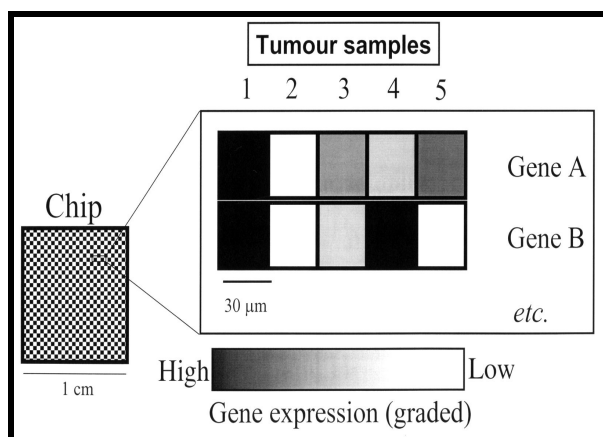 Tumour samples
1 2 3 4 5
Gene A
Chip
Gene B
30 µm
etc.
High
Low
1 cm
Gene expression (graded)